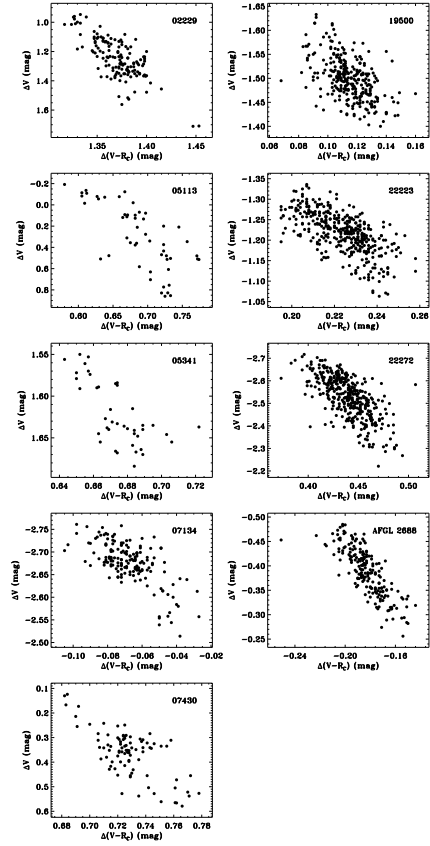 02229
1.0
1.2
1.4
1.6
ΔV (mag)
1.35 1.40 1.45
Δ(V−R_C) (mag)
19500
−1.60
−1.55
−1.50
−1.45
−1.40
ΔV (mag)
0.06 0.08 0.10 0.12 0.14 0.16
Δ(V−R_C) (mag)
05113
−0.2
0.0
0.2
0.4
0.6
0.8
ΔV (mag)
0.60 0.65 0.70 0.75
Δ(V−R_C) (mag)
22223
−1.35
−1.30
−1.25
−1.20
−1.15
−1.10
−1.05
ΔV (mag)
0.20 0.22 0.24 0.26
Δ(V−R_C) (mag)
05341
1.55
1.60
1.65
ΔV (mag)
0.64 0.66 0.68 0.70 0.72
Δ(V−R_C) (mag)
22272
−2.7
−2.6
−2.5
−2.4
−2.3
−2.2
ΔV (mag)
0.40 0.45 0.50
Δ(V−R_C) (mag)
07134
−2.75
−2.70
−2.65
−2.60
−2.55
−2.50
ΔV (mag)
−0.10 −0.08 −0.06 −0.04 −0.02
Δ(V−R_C) (mag)
AFGL 2688
−0.50
−0.45
−0.40
−0.35
−0.30
−0.25
ΔV (mag)
−0.24 −0.20 −0.16
Δ(V−R_C) (mag)
07430
0.1
0.2
0.3
0.4
0.5
0.6
ΔV (mag)
0.68 0.70 0.72 0.74 0.76 0.78
Δ(V−R_C) (mag)